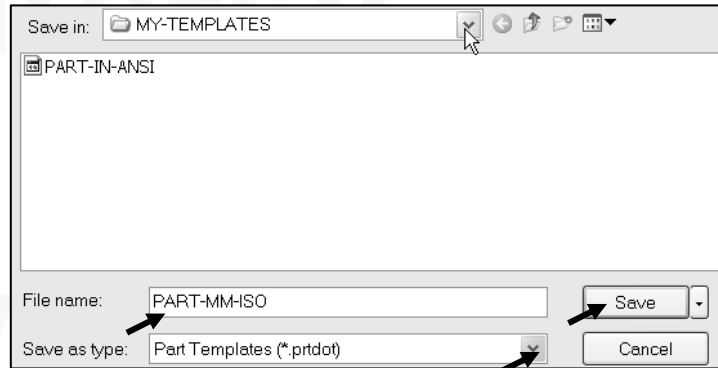 Save in: MY-TEMPLATES
PART-IN-ANSI
File name: PART-MM-ISO Save
Save as type: Part Templates (*.prtdot) Cancel